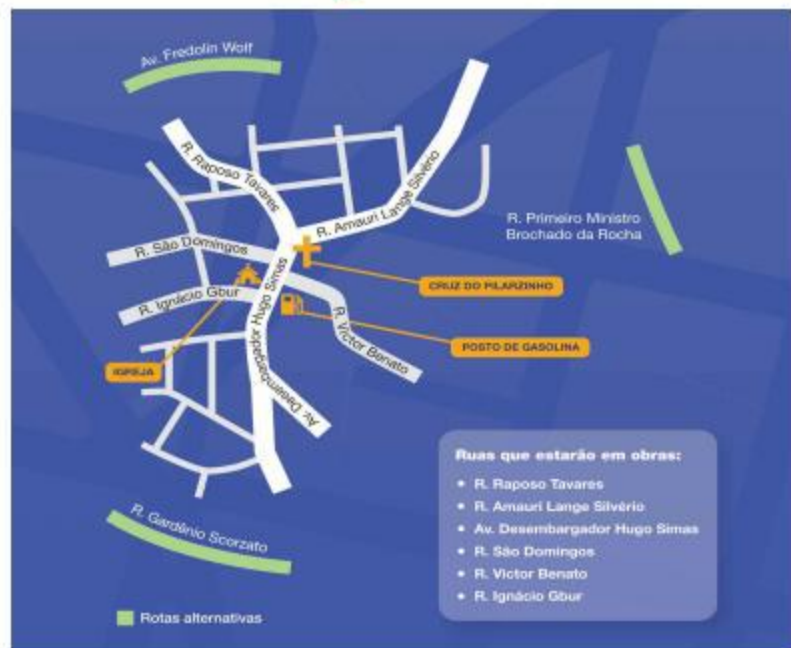 Av. Fredolin Wolf
R. Raposo Tavares
R. Amauri Lange Silvério
R. Primeiro Ministro
Brochado da Rocha
R. São Domingos
CRUZ DO PILARZINHO
R. Ignácio Gbur
Av. Desembargador Hugo Simas
R. Victor Benato
POSTO DE GASOLINA
IGREJA
Ruas que estarão em obras:
• R. Raposo Tavares
• R. Amauri Lange Silvério
• Av. Desembargador Hugo Simas
• R. São Domingos
• R. Victor Benato
• R. Ignácio Gbur
R. Gardênio Scorzato
Rotas alternativas